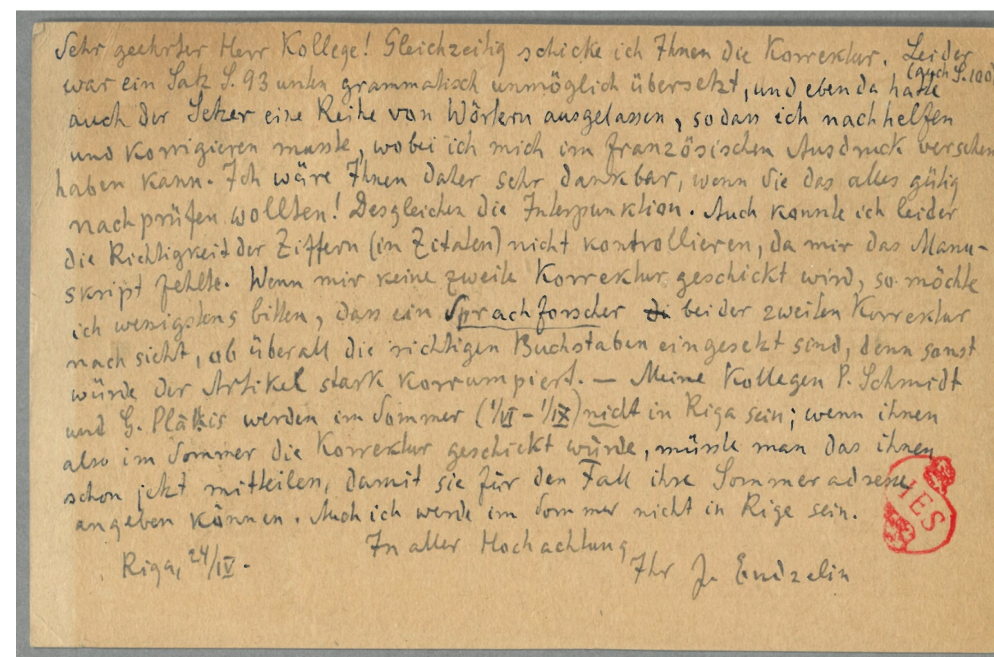 Sehr geehrter Herr Kollege! Gleichzeitig schicke ich Ihnen die Korrektur. Leider
war ein Satz S. 93 unten (auch S. 100) grammatisch unmöglich übersetzt, und ebenda hatte
auch der Setzer eine Reihe von Wörtern ausgelassen, sodass ich nachhelfen
und korrigieren musste, wobei ich mich im französischen Ausdruck versehen
haben kann. Ich wäre Ihnen daher sehr dankbar, wenn Sie das alles gütig
nachprüfen wollten! Desgleichen die Interpunktion. Auch konnte ich leider
die Richtigkeit der Ziffern (in Zitaten) nicht kontrollieren, da mir das Manu-
skript fehlte. Wenn mir keine zweite Korrektur geschickt wird, so möchte
ich wenigstens bitten, dass ein Sprachforscher bei der zweiten Korrektur
nach sieht, ob überall die richtigen Buchstaben eingesetzt sind, denn sonst
würde der Artikel stark korrumpiert. — Meine Kollegen P. Schmidt
und G. Plāķis werden im Sommer (1/VI – 1/IX) nicht in Riga sein; wenn ihnen
also im Sommer die Korrektur geschickt würde, müsste man das ihnen
schon jetzt mitteilen, damit sie für den Fall ihre Sommeradresse
angeben können. Auch ich werde im Sommer nicht in Riga sein.
HES
In aller Hochachtung
Riga, 24/IV.
Ihr J. Endzelin